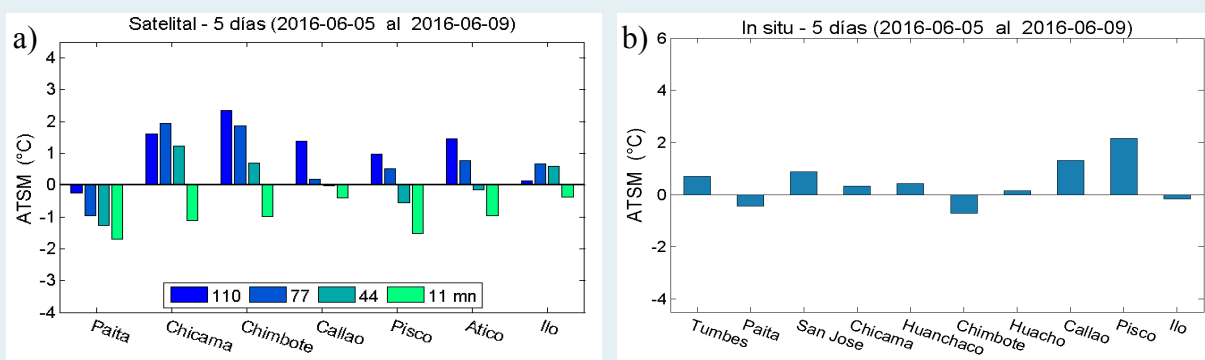 a)
Satelital - 5 días (2016-06-05 al 2016-06-09)
ATSM (°C)
4
3
2
1
0
-1
-2
-3
-4
110 77 44 11 mn
Paita Chicama Chimbote Callao Pisco Atico Ilo
b)
In situ - 5 días (2016-06-05 al 2016-06-09)
ATSM (°C)
6
4
2
0
-2
-4
Tumbes Paita San Jose Chicama Huanchaco Chimbote Huacho Callao Pisco Ilo